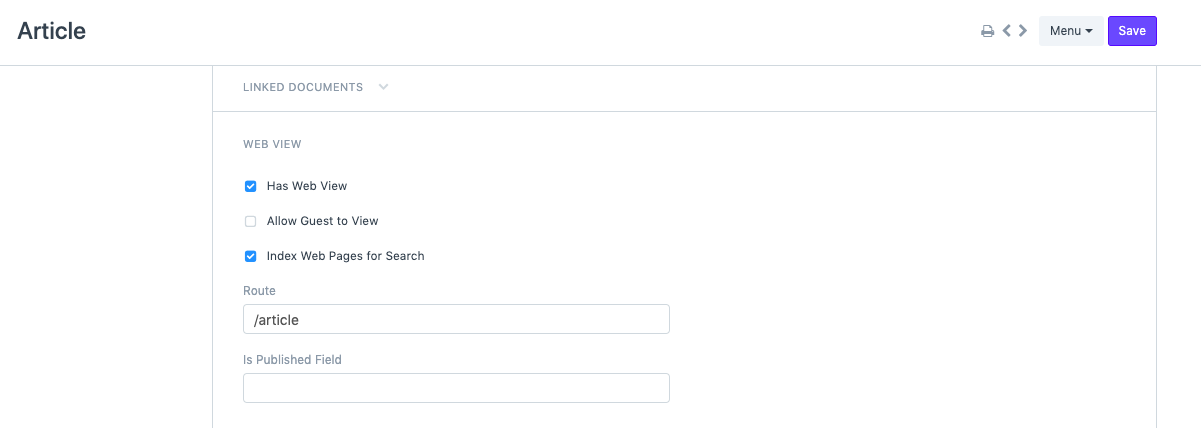 Article
Menu
Save
LINKED DOCUMENTS
WEB VIEW
Has Web View
Allow Guest to View
Index Web Pages for Search
Route
/article
Is Published Field